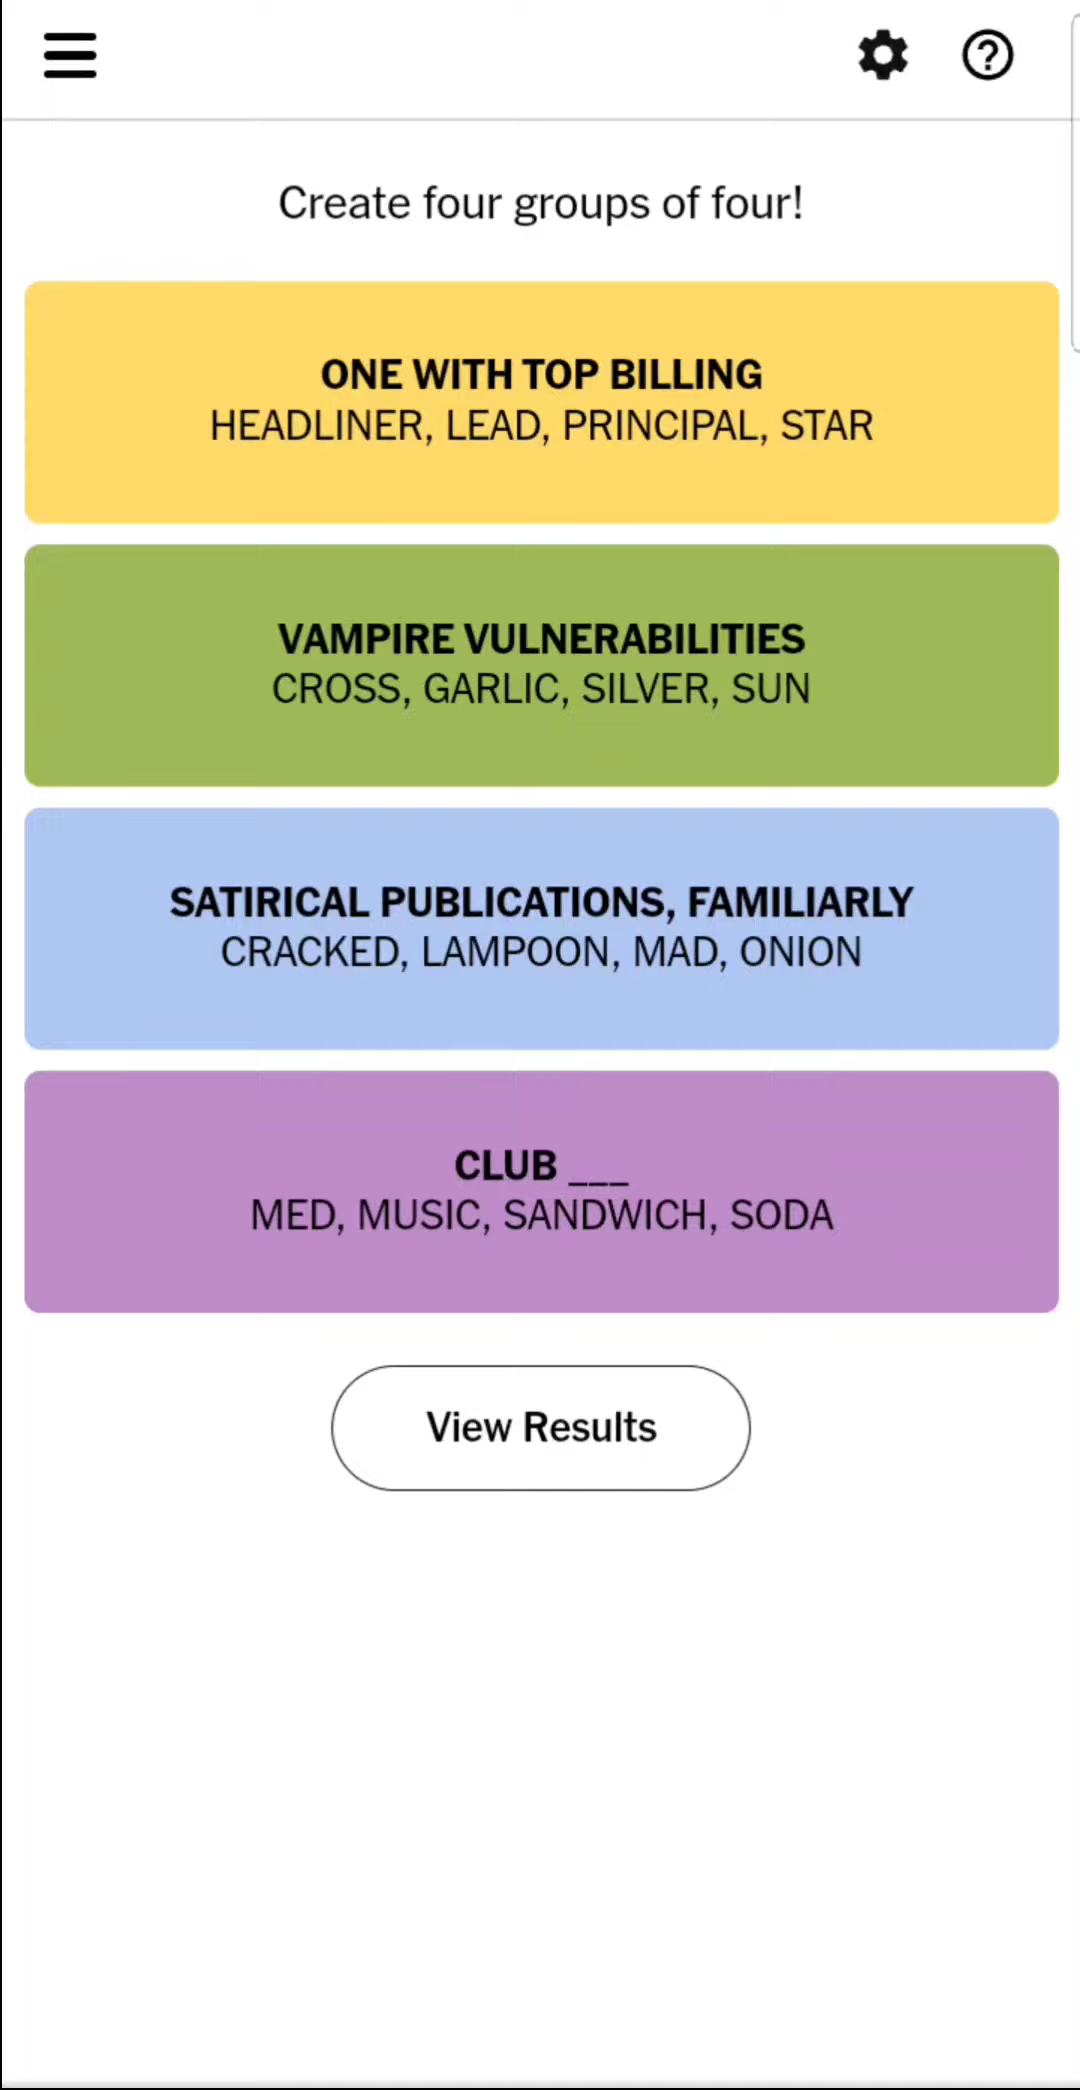 Create four groups of four!
ONE WITH TOP BILLING
HEADLINER, LEAD, PRINCIPAL, STAR
VAMPIRE VULNERABILITIES
CROSS, GARLIC, SILVER, SUN
SATIRICAL PUBLICATIONS, FAMILIARLY
CRACKED, LAMPOON, MAD, ONION
CLUB ___
MED, MUSIC, SANDWICH, SODA
View Results